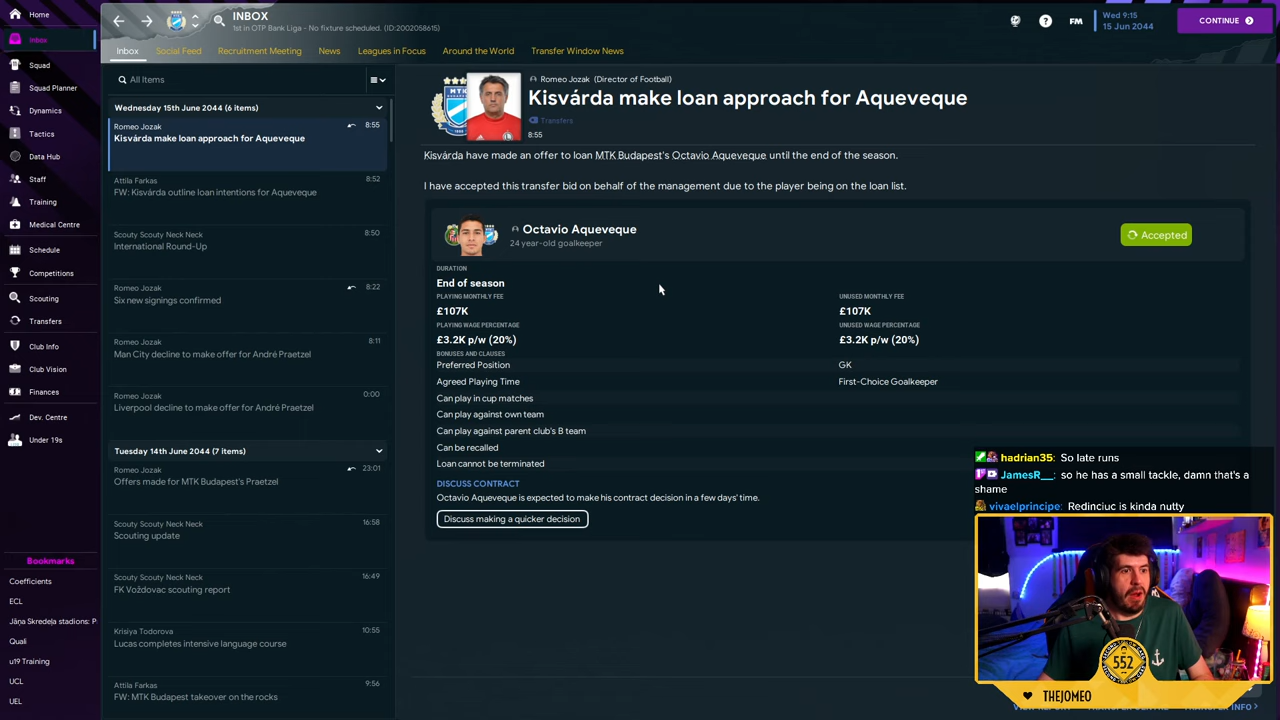 Home
Inbox
Squad
Squad Planner
Dynamics
Tactics
Data Hub
Staff
Training
Medical Centre
Schedule
Competitions
Scouting
Transfers
Club Info
Club Vision
Finances
Dev. Centre
Under 19s
Bookmarks
Coefficients
ECL
Jāņa Skredeļa stadions: P
Quali
u19 Training
UCL
UEL
INBOX
1st in OTP Bank Liga - No fixture scheduled. (ID:2002058615)
?
FM
Wed 9:15
15 Jun 2044
CONTINUE
Inbox
Social Feed
Recruitment Meeting
News
Leagues in Focus
Around the World
Transfer Window News
All Items
Wednesday 15th June 2044 (6 items)
Romeo Jozak 8:55
Kisvárda make loan approach for Aqueveque
Attila Farkas 8:52
FW: Kisvárda outline loan intentions for Aqueveque
Scouty Scouty Neck Neck 8:50
International Round-Up
Romeo Jozak 8:22
Six new signings confirmed
Romeo Jozak 8:11
Man City decline to make offer for André Praetzel
Romeo Jozak 0:00
Liverpool decline to make offer for André Praetzel
Tuesday 14th June 2044 (7 items)
Romeo Jozak 23:01
Offers made for MTK Budapest's Praetzel
Scouty Scouty Neck Neck 16:58
Scouting update
Scouty Scouty Neck Neck 16:49
FK Voždovac scouting report
Krisiya Todorova 10:55
Lucas completes intensive language course
Attila Farkas 9:56
FW: MTK Budapest takeover on the rocks
Romeo Jozak (Director of Football)
Kisvárda make loan approach for Aqueveque
Transfers
8:55
Kisvárda have made an offer to loan MTK Budapest's Octavio Aqueveque until the end of the season.
I have accepted this transfer bid on behalf of the management due to the player being on the loan list.
Octavio Aqueveque
24 year-old goalkeeper
Accepted
DURATION
End of season
PLAYING MONTHLY FEE UNUSED MONTHLY FEE
£107K £107K
PLAYING WAGE PERCENTAGE UNUSED WAGE PERCENTAGE
£3.2K p/w (20%) £3.2K p/w (20%)
BONUSES AND CLAUSES
Preferred Position GK
Agreed Playing Time First-Choice Goalkeeper
Can play in cup matches
Can play against own team
Can play against parent club's B team
Can be recalled
Loan cannot be terminated
DISCUSS CONTRACT
Octavio Aqueveque is expected to make his contract decision in a few days' time.
Discuss making a quicker decision
hadrian35: So late runs
JamesR__: so he has a small tackle, damn that's a
shame
vivaelprincipe: Redinciuc is kinda nutty
552
THEJOMEO